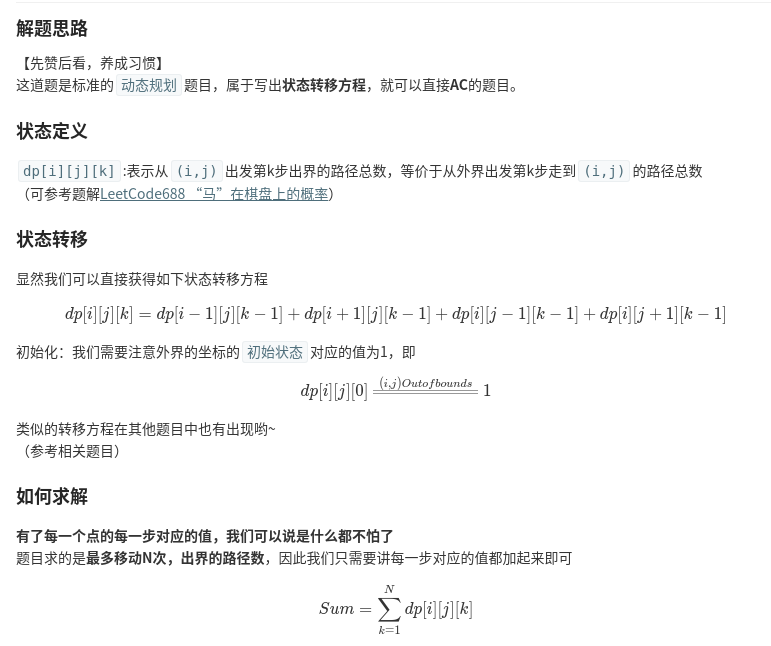 解题思路
【先赞后看，养成习惯】
这道题是标准的 动态规划 题目，属于写出状态转移方程，就可以直接AC的题目。
状态定义
dp[i][j][k] :表示从 (i,j) 出发第k步出界的路径总数，等价于从外界出发第k步走到 (i,j) 的路径总数
（可参考题解LeetCode688 “马”在棋盘上的概率）
状态转移
显然我们可以直接获得如下状态转移方程
dp[i][j][k] = dp[i − 1][j][k − 1] + dp[i + 1][j][k − 1] + dp[i][j − 1][k − 1] + dp[i][j + 1][k − 1]
初始化：我们需要注意外界的坐标的 初始状态 对应的值为1，即
(i,j)Outofbounds
dp[i][j][0] = 1
类似的转移方程在其他题目中也有出现哟~
（参考相关题目）
如何求解
有了每一个点的每一步对应的值，我们可以说是什么都不怕了
题目求的是最多移动N次，出界的路径数，因此我们只需要讲每一步对应的值都加起来即可
N
Sum = ∑ dp[i][j][k]
k=1